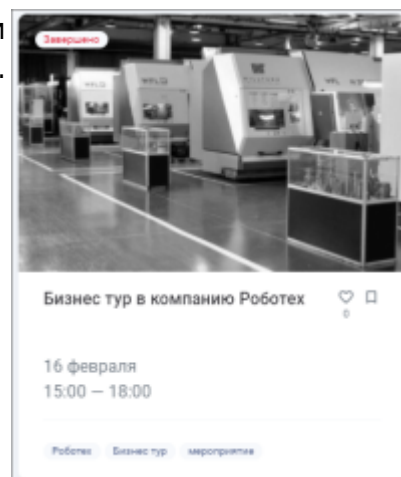 и
.
Завершено
Бизнес тур в компанию Роботех
0
16 февраля
15:00 — 18:00
Роботех Бизнес тур мероприятие